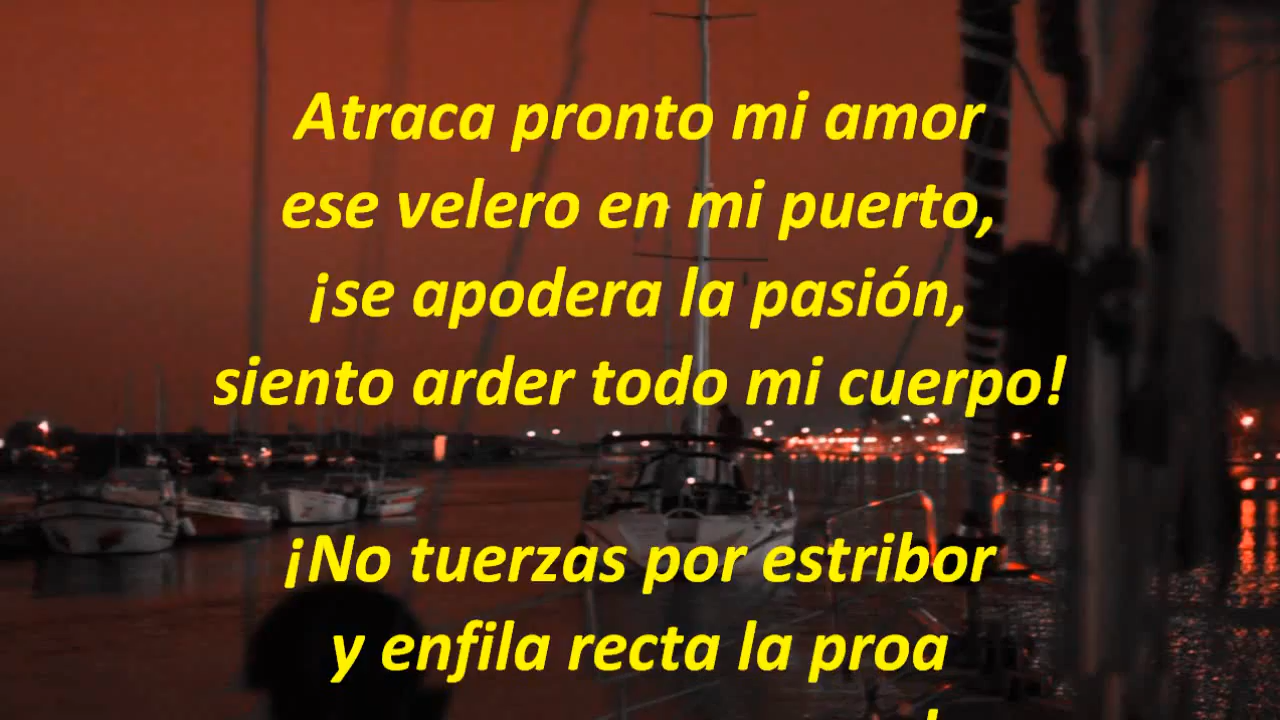 Atraca pronto mi amor
ese velero en mi puerto,
¡se apodera la pasión,
siento arder todo mi cuerpo!
¡No tuerzas por estribor
y enfila recta la proa